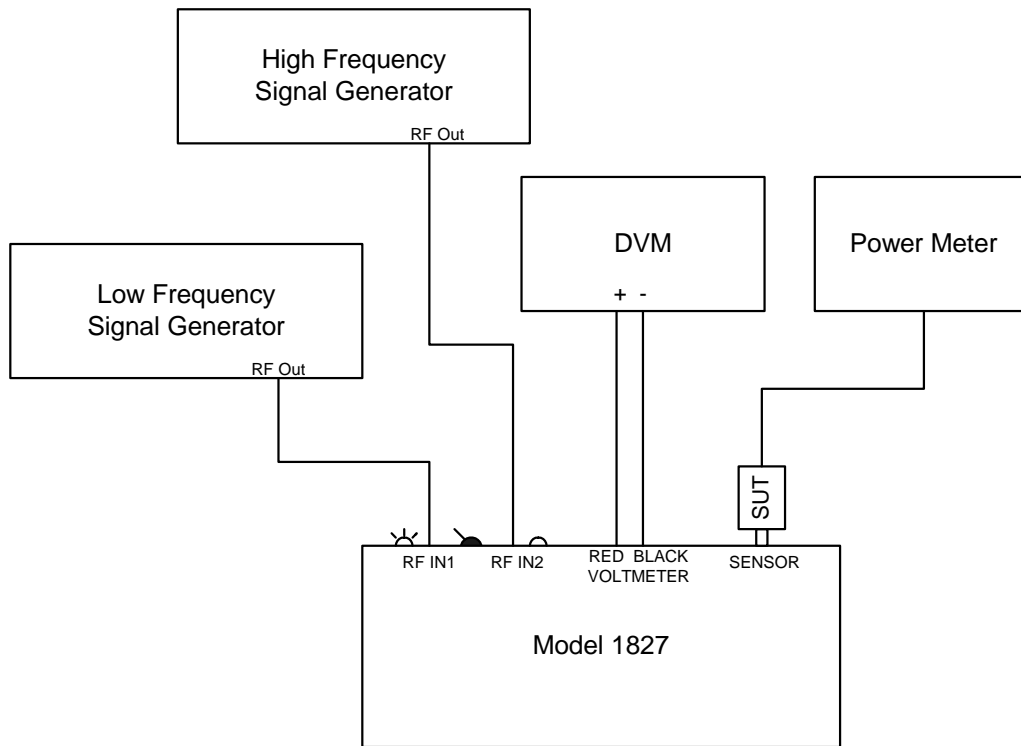 High Frequency
Signal Generator
RF Out
DVM
+ -
Power Meter
Low Frequency
Signal Generator
RF Out
SUT
RF IN1
RF IN2
RED BLACK
VOLTMETER
SENSOR
Model 1827